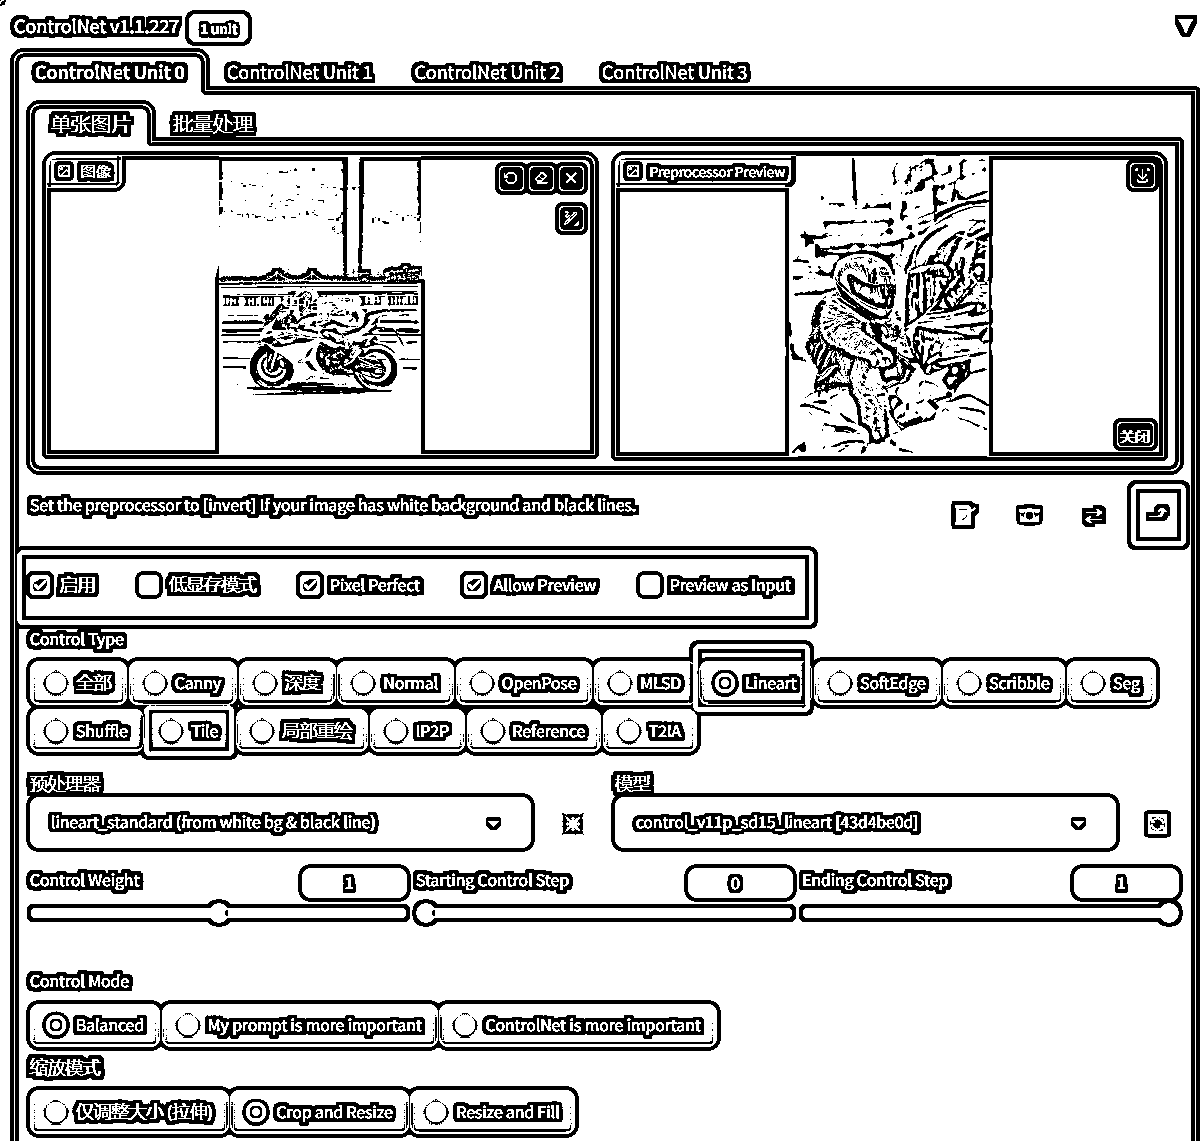 ControlNet v1.1.227 1 unit
ControlNet Unit 0 ControlNet Unit 1 ControlNet Unit 2 ControlNet Unit 3
单张图片 批量处理
图像 Preprocessor Preview
关闭
Set the preprocessor to [invert] If your image has white background and black lines.
启用 低显存模式 Pixel Perfect Allow Preview Preview as Input
Control Type
全部 Canny 深度 Normal OpenPose MLSD Lineart SoftEdge Scribble Seg
Shuffle Tile 局部重绘 IP2P Reference T2IA
预处理器 模型
lineart_standard (from white bg & black line) control_v11p_sd15_lineart [43d4be0d]
Control Weight 1 Starting Control Step 0 Ending Control Step 1
Control Mode
Balanced My prompt is more important ControlNet is more important
缩放模式
仅调整大小 (拉伸) Crop and Resize Resize and Fill